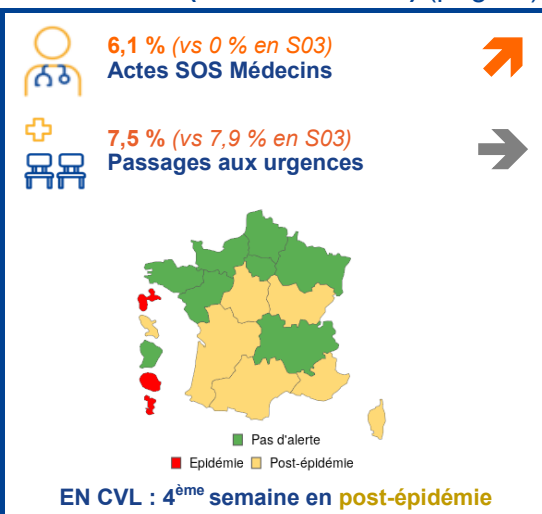 6,1 % (vs 0 % en S03)
Actes SOS Médecins
7,5 % (vs 7,9 % en S03)
Passages aux urgences
Pas d'alerte
Epidémie Post-épidémie
EN CVL : 4ème semaine en post-épidémie